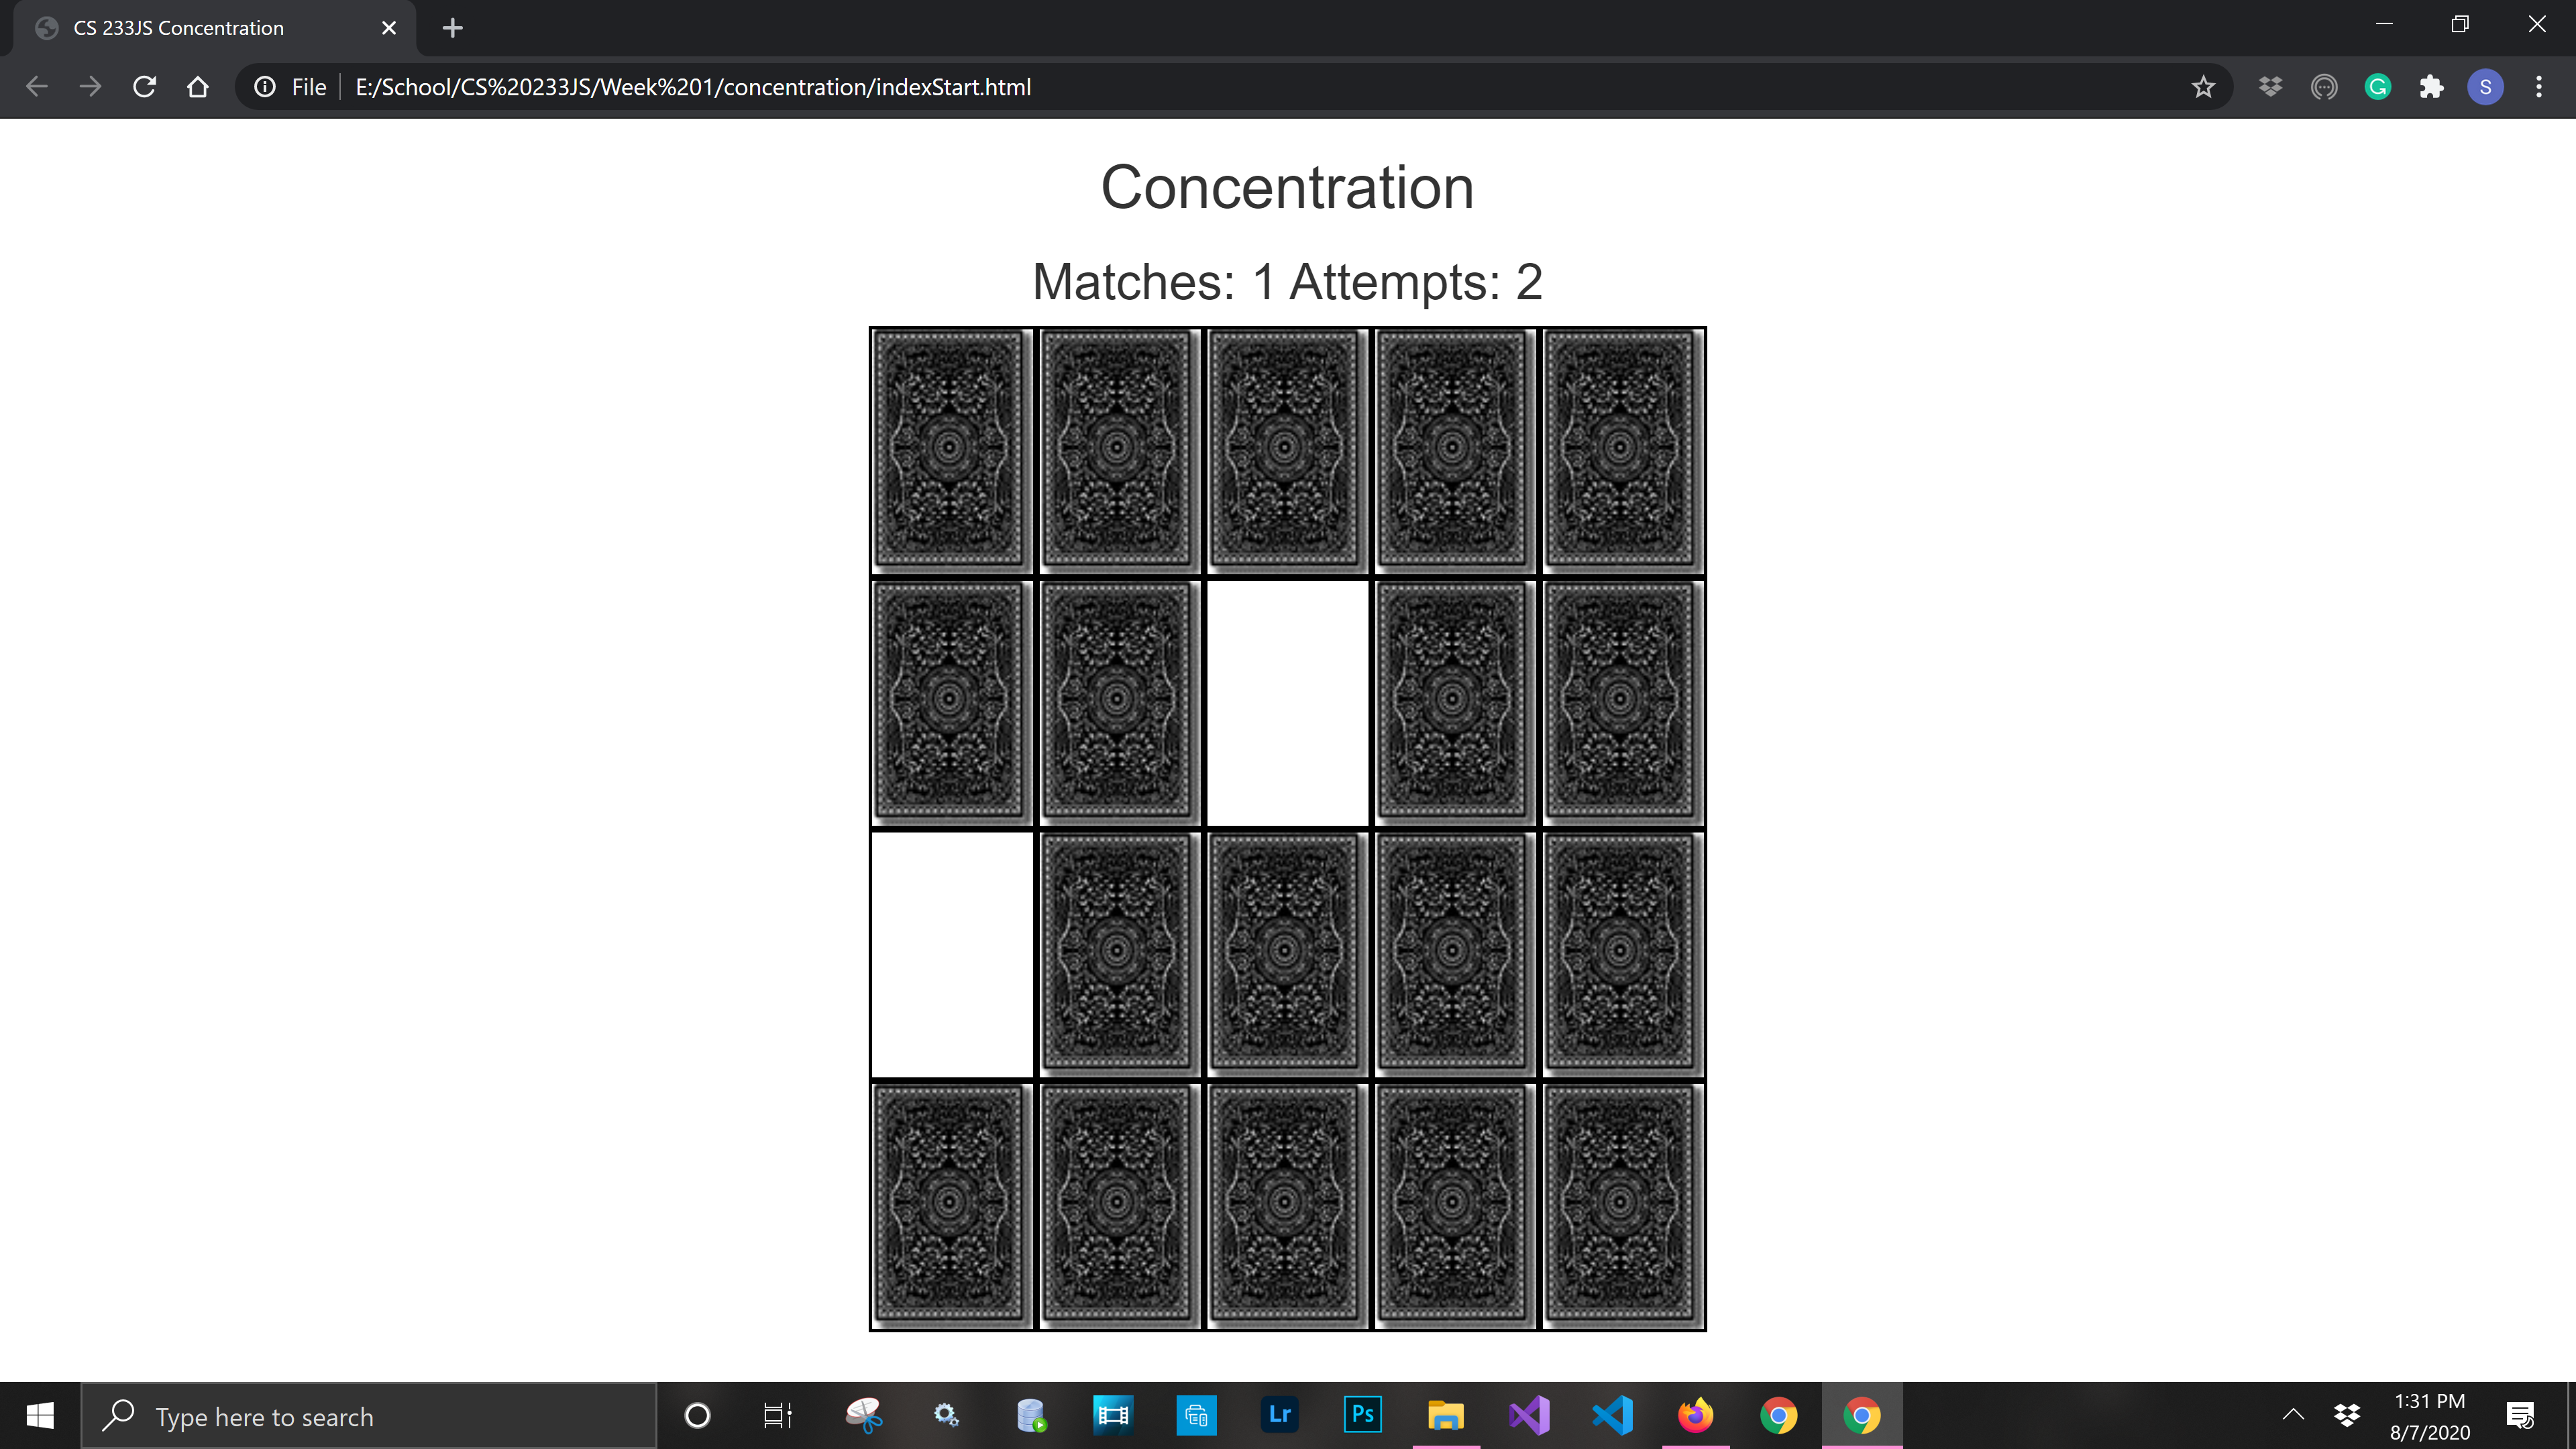 CS 233JS Concentration
File E:/School/CS%20233JS/Week%201/concentration/indexStart.html
S
Concentration
Matches: 1 Attempts: 2
Type here to search
Lr
Ps
1:31 PM
8/7/2020